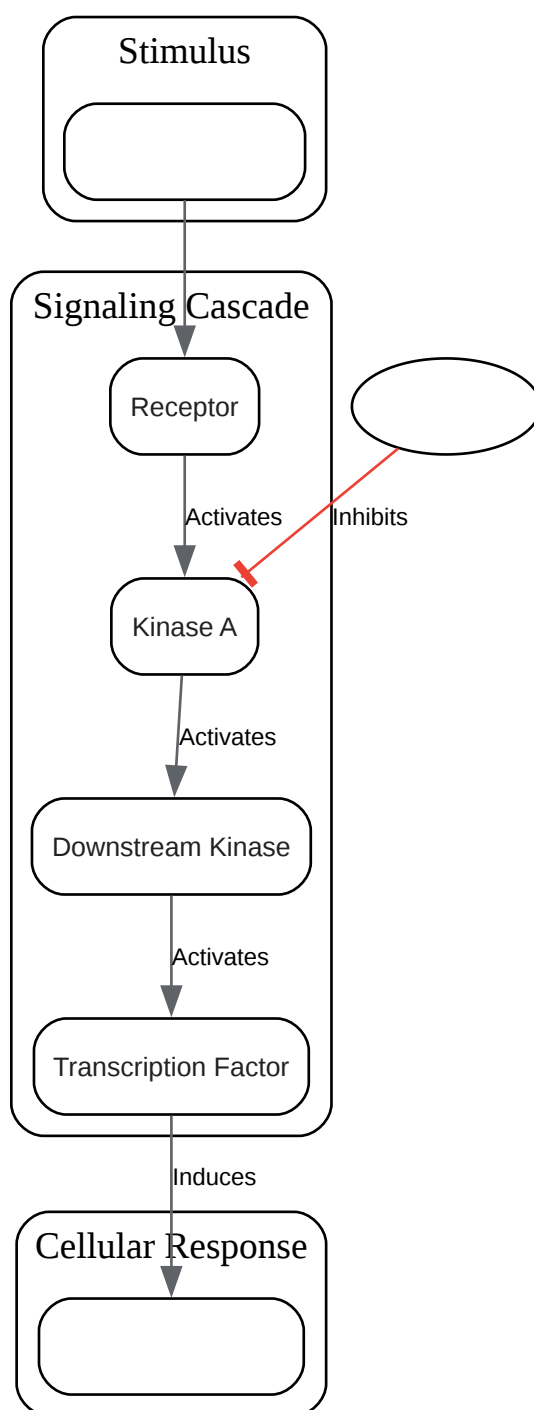 Stimulus
Signaling Cascade
Receptor
Activates
Inhibits
Kinase A
Activates
Downstream Kinase
Activates
Transcription Factor
Induces
Cellular Response